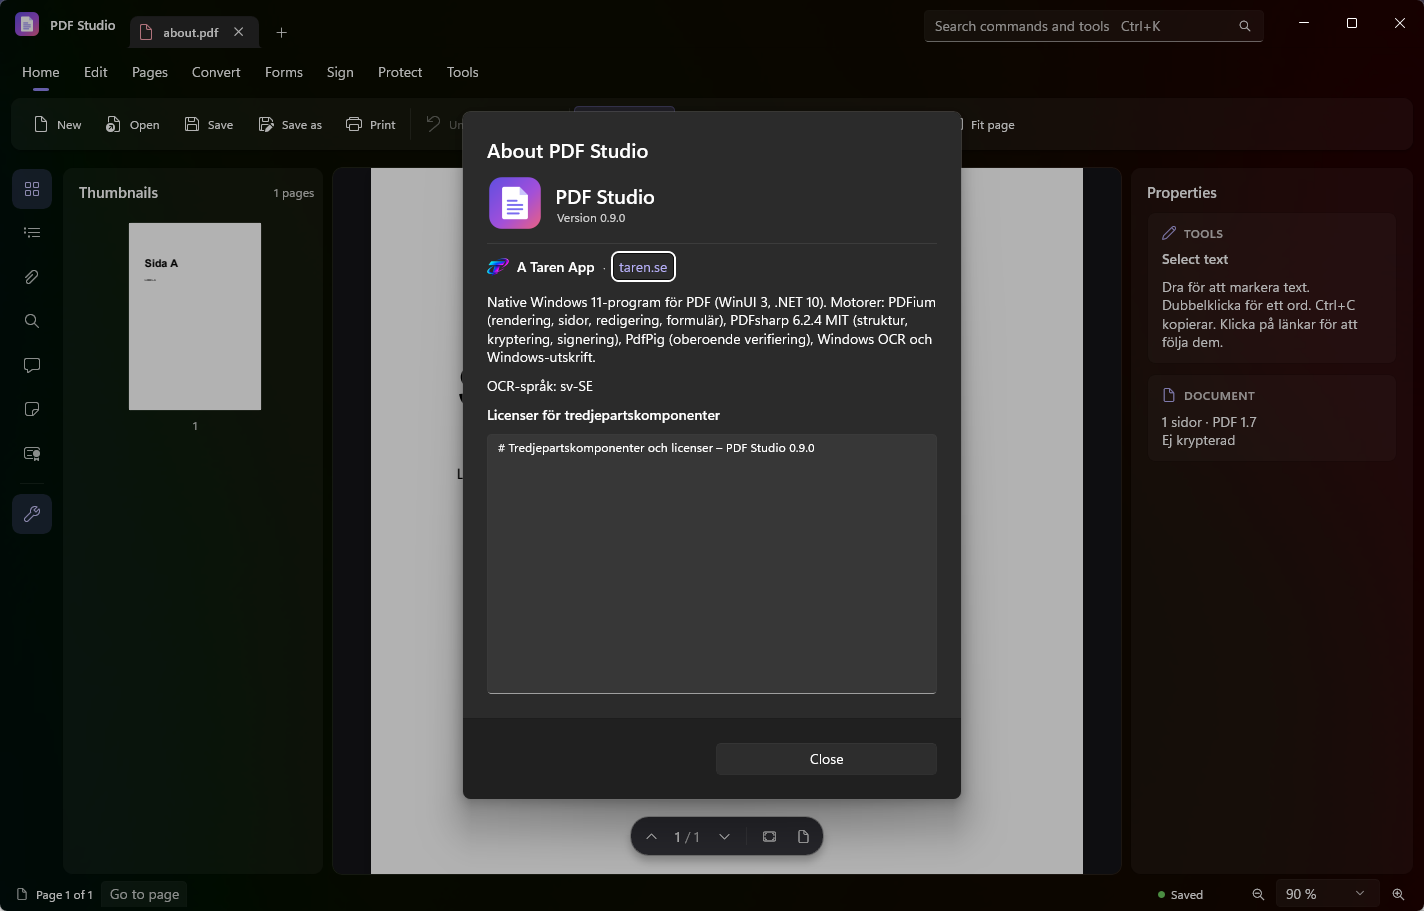 PDF Studio
about.pdf
Search commands and tools Ctrl+K
Home Edit Pages Convert Forms Sign Protect Tools
New Open Save Save as Print
Fit page
Thumbnails
1 pages
Sida A
1
About PDF Studio
PDF Studio
Version 0.9.0
A Taren App · taren.se
Native Windows 11-program för PDF (WinUI 3, .NET 10). Motorer: PDFium
(rendering, sidor, redigering, formulär), PDFsharp 6.2.4 MIT (struktur,
kryptering, signering), PdfPig (oberoende verifiering), Windows OCR och
Windows-utskrift.
OCR-språk: sv-SE
Licenser för tredjepartskomponenter
# Tredjepartskomponenter och licenser – PDF Studio 0.9.0
Close
1 / 1
Properties
TOOLS
Select text
Dra för att markera text.
Dubbelklicka för ett ord. Ctrl+C
kopierar. Klicka på länkar för att
följa dem.
DOCUMENT
1 sidor · PDF 1.7
Ej krypterad
Page 1 of 1 Go to page
Saved
90 %